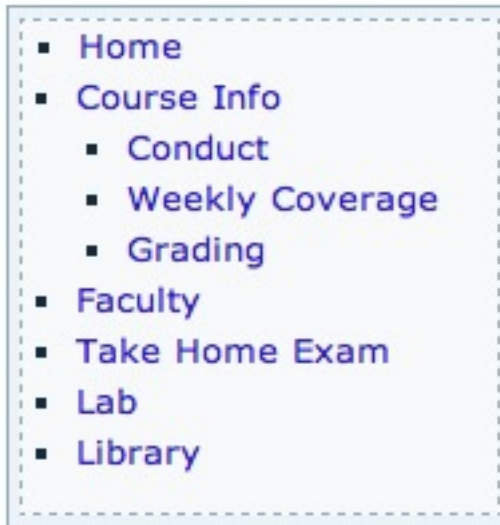 Home
Course Info
Conduct
Weekly Coverage
Grading
Faculty
Take Home Exam
Lab
Library